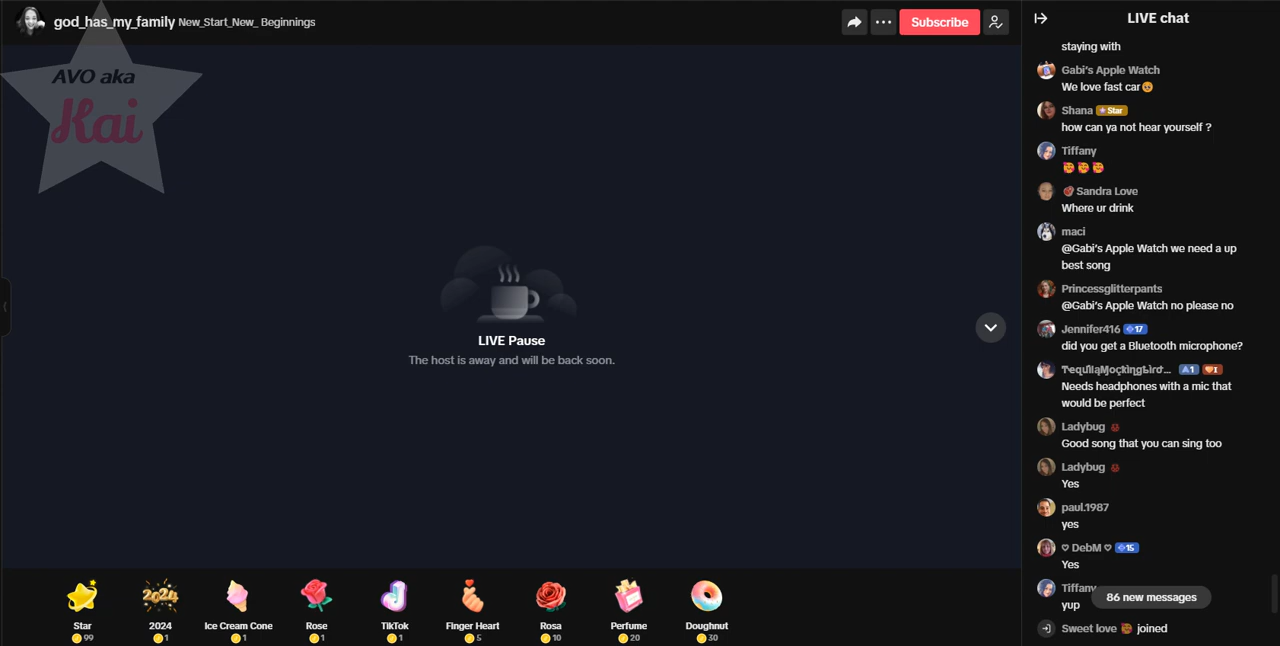 god_has_my_family New_Start_New_ Beginnings
Subscribe
AVO aka
Kai
LIVE Pause
The host is away and will be back soon.
Star
99
2024
2024
1
Ice Cream Cone
1
Rose
1
TikTok
1
Finger Heart
5
Rosa
10
Perfume
20
Doughnut
30
LIVE chat
staying with
Gabi's Apple Watch
We love fast car
Shana Star
how can ya not hear yourself ?
Tiffany
Sandra Love
Where ur drink
maci
@Gabi's Apple Watch we need a up
best song
Princessglitterpants
@Gabi's Apple Watch no please no
Jennifer416 17
did you get a Bluetooth microphone?
1 I
Needs headphones with a mic that
would be perfect
Ladybug
Good song that you can sing too
Ladybug
Yes
paul.1987
yes
♡ DebM ♡ 15
Yes
Tiffany
yup
86 new messages
Sweet love joined